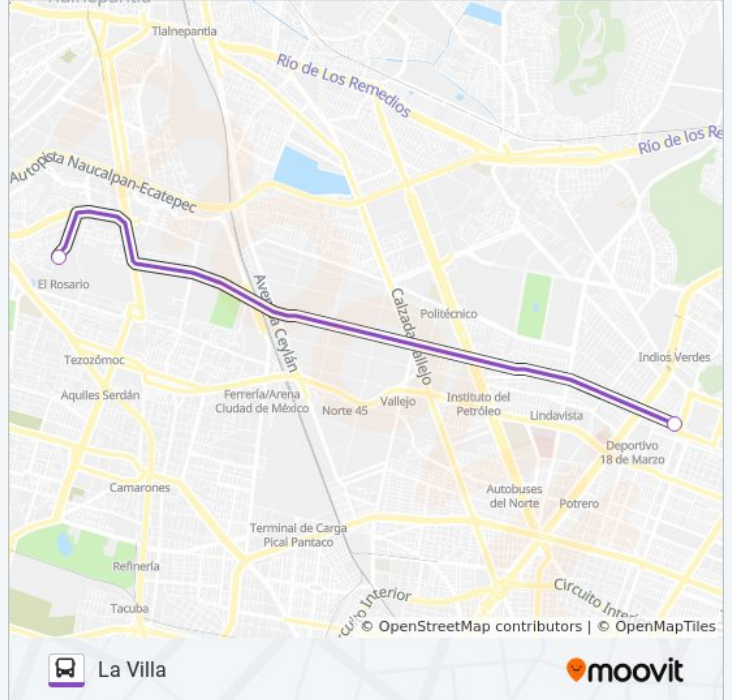 Tlalnepantla
Tlalnepantla
Río de Los Remedios
Río de los Re
Autopista Naucalpan-Ecatepec
El Rosario
Avenida Ceylán
Calzada Vallejo
Politécnico
Indios Verdes
Tezozómoc
Aquiles Serdán
Ferrería/Arena
Ciudad de México
Norte 45
Vallejo
Instituto del
Petróleo
Lindavista
Deportivo
18 de Marzo
Camarones
Autobuses
del Norte
Potrero
Terminal de Carga
Pical Pantaco
Refinería
Tacuba
cuito Interior
Circuito Inter
© OpenStreetMap contributors | © OpenMapTiles
La Villa
moovit